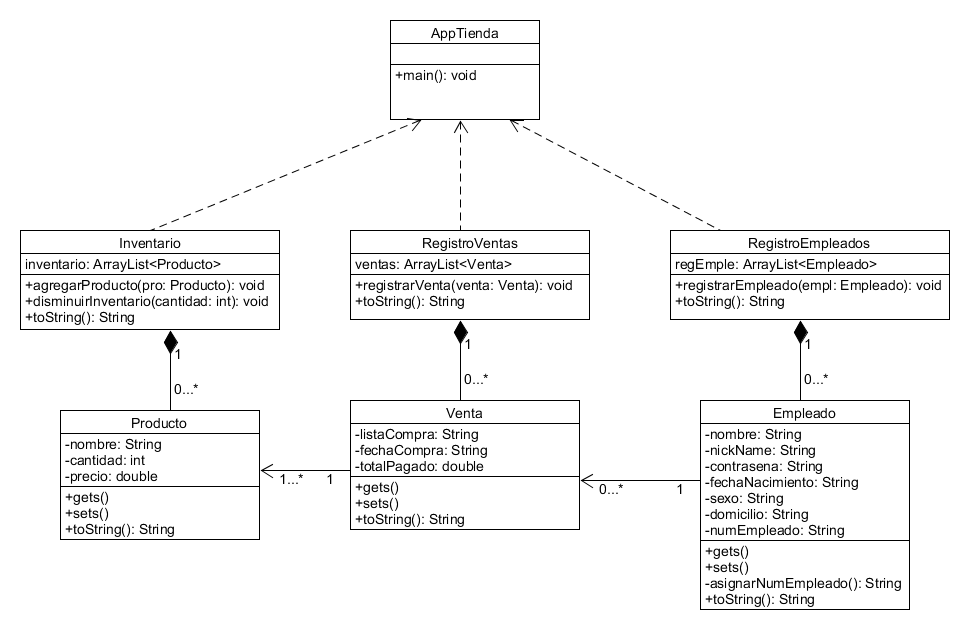 AppTienda
+main(): void
Inventario
inventario: ArrayList<Producto>
+agregarProducto(pro: Producto): void
+disminuirInventario(cantidad: int): void
+toString(): String
RegistroVentas
ventas: ArrayList<Venta>
+registrarVenta(venta: Venta): void
+toString(): String
RegistroEmpleados
regEmple: ArrayList<Empleado>
+registrarEmpleado(empl: Empleado): void
+toString(): String
1
0...*
1
0...*
1
0...*
Producto
-nombre: String
-cantidad: int
-precio: double
+gets()
+sets()
+toString(): String
1...*
1
Venta
-listaCompra: String
-fechaCompra: String
-totalPagado: double
+gets()
+sets()
+toString(): String
0...*
1
Empleado
-nombre: String
-nickName: String
-contrasena: String
-fechaNacimiento: String
-sexo: String
-domicilio: String
-numEmpleado: String
+gets()
+sets()
-asignarNumEmpleado(): String
+toString(): String